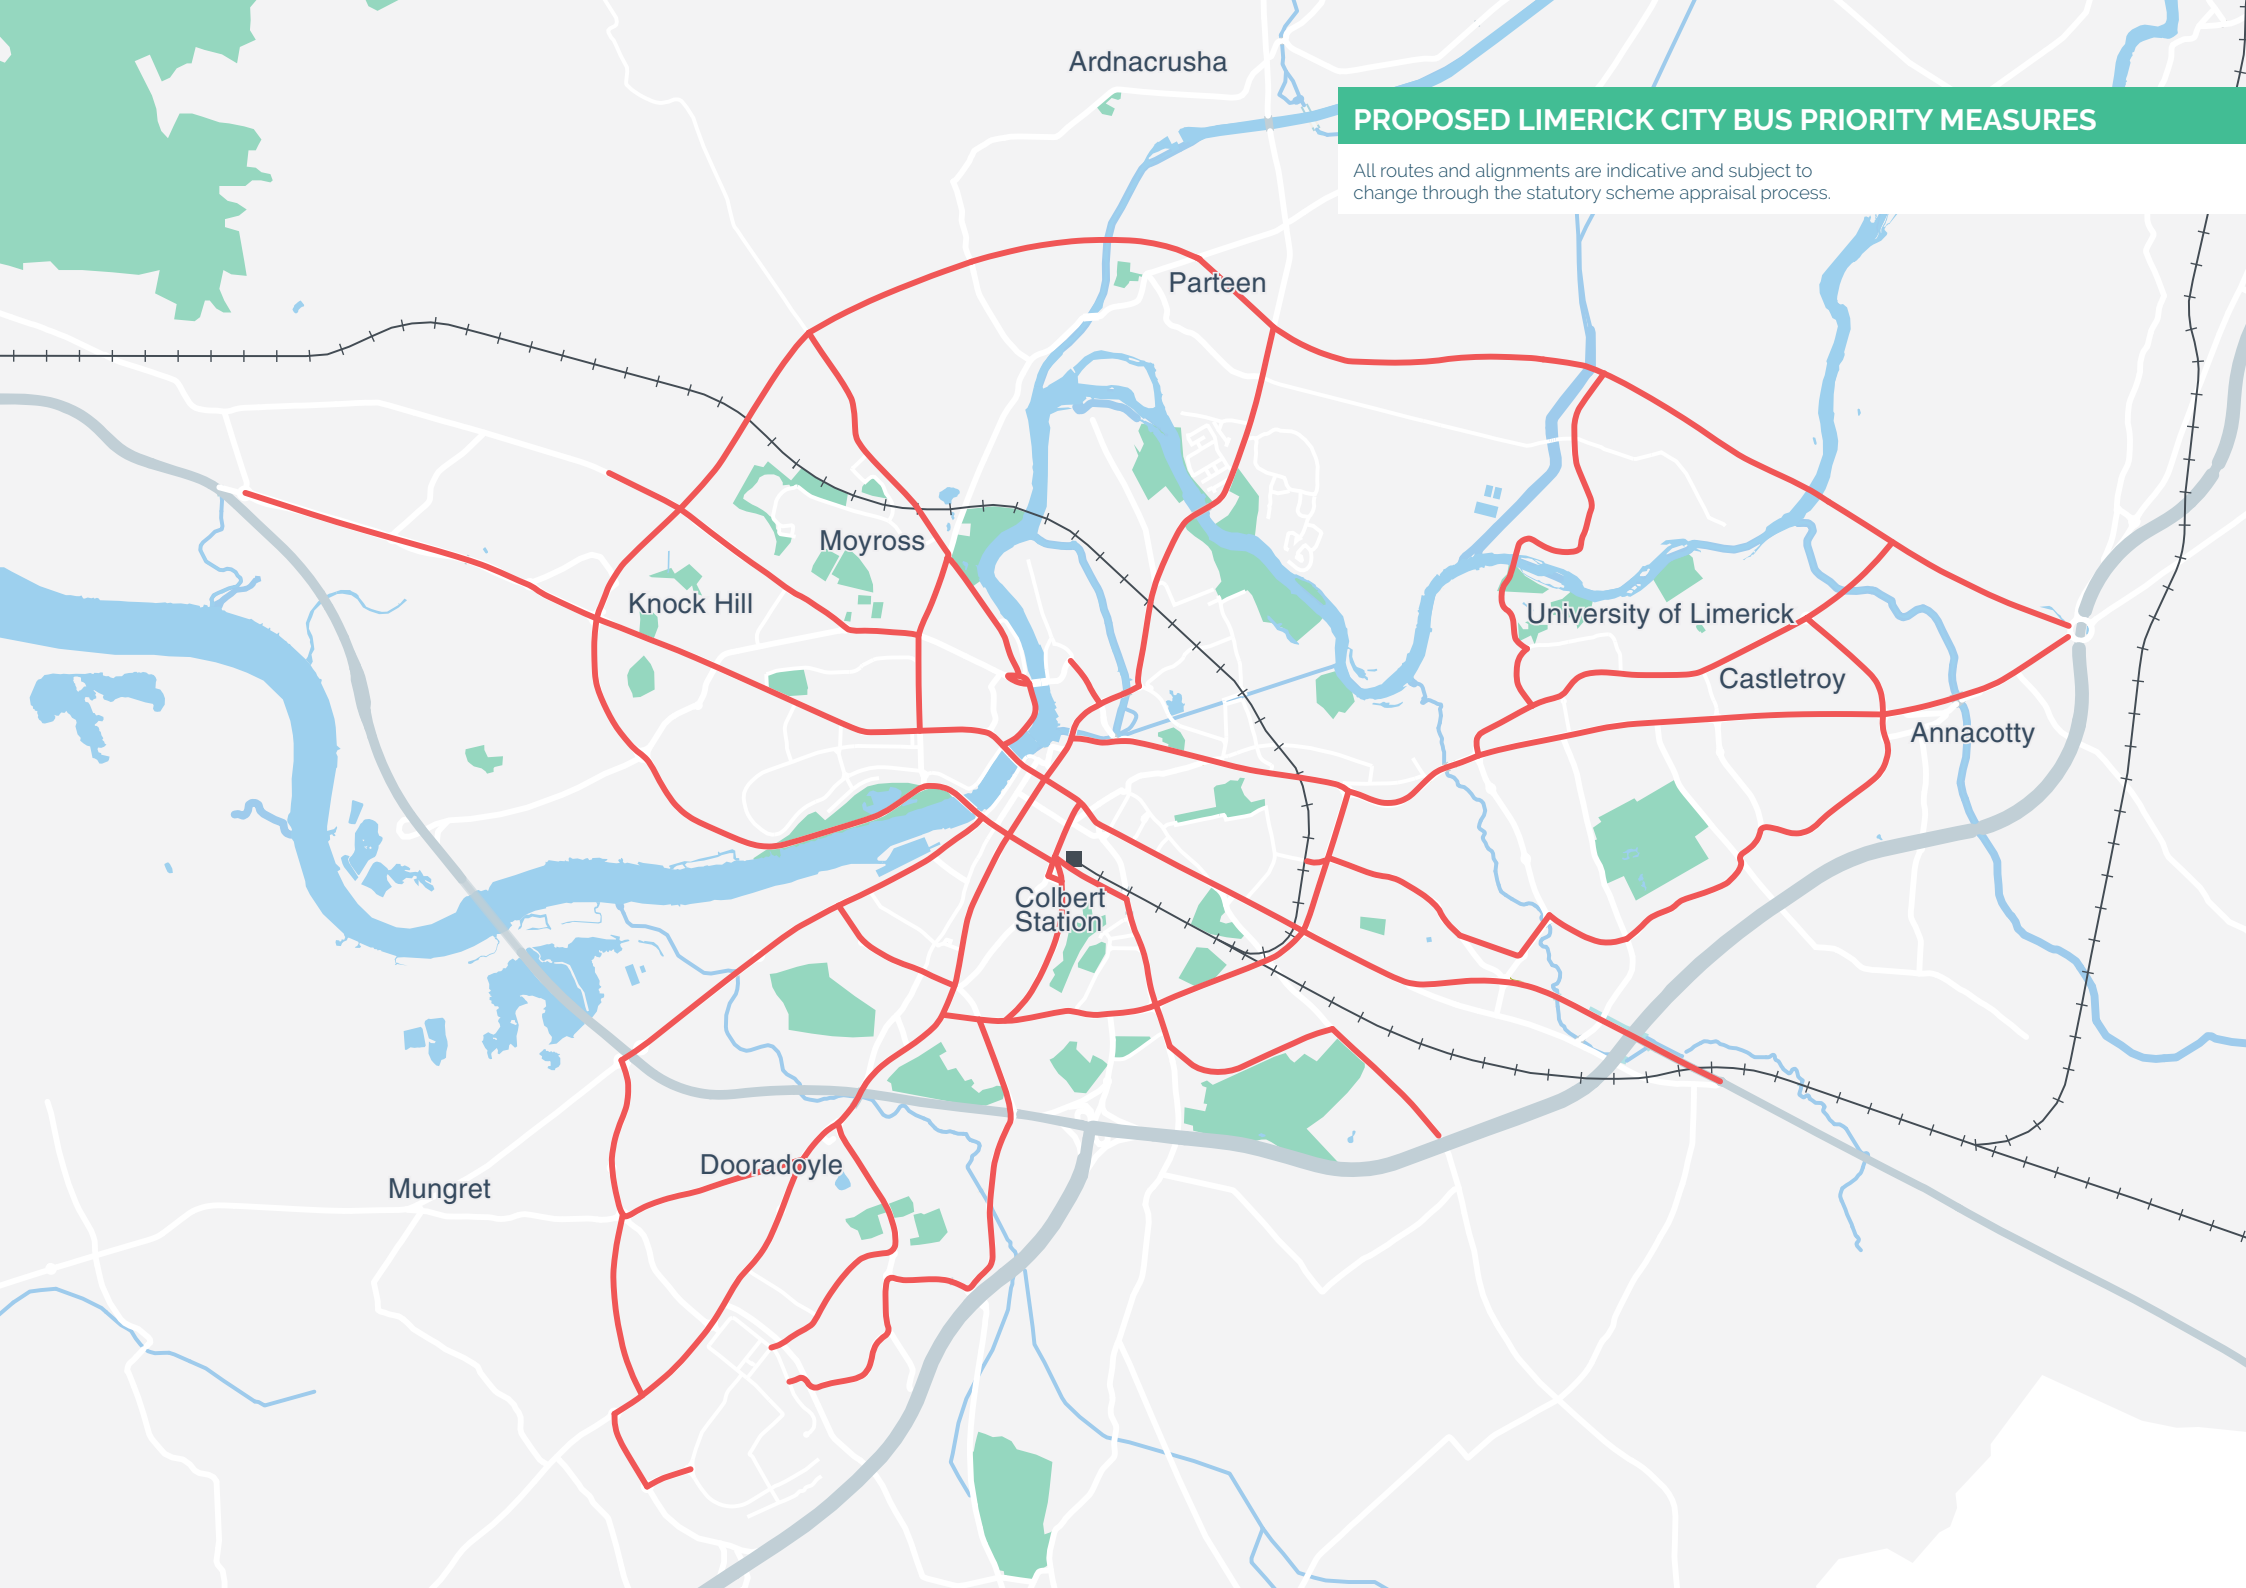 Ardnacrusha
PROPOSED LIMERICK CITY BUS PRIORITY MEASURES
All routes and alignments are indicative and subject to
change through the statutory scheme appraisal process.
Parteen
Moyross
Knock Hill
University of Limerick
Castletroy
Annacotty
Colbert
Station
Dooradoyle
Mungret